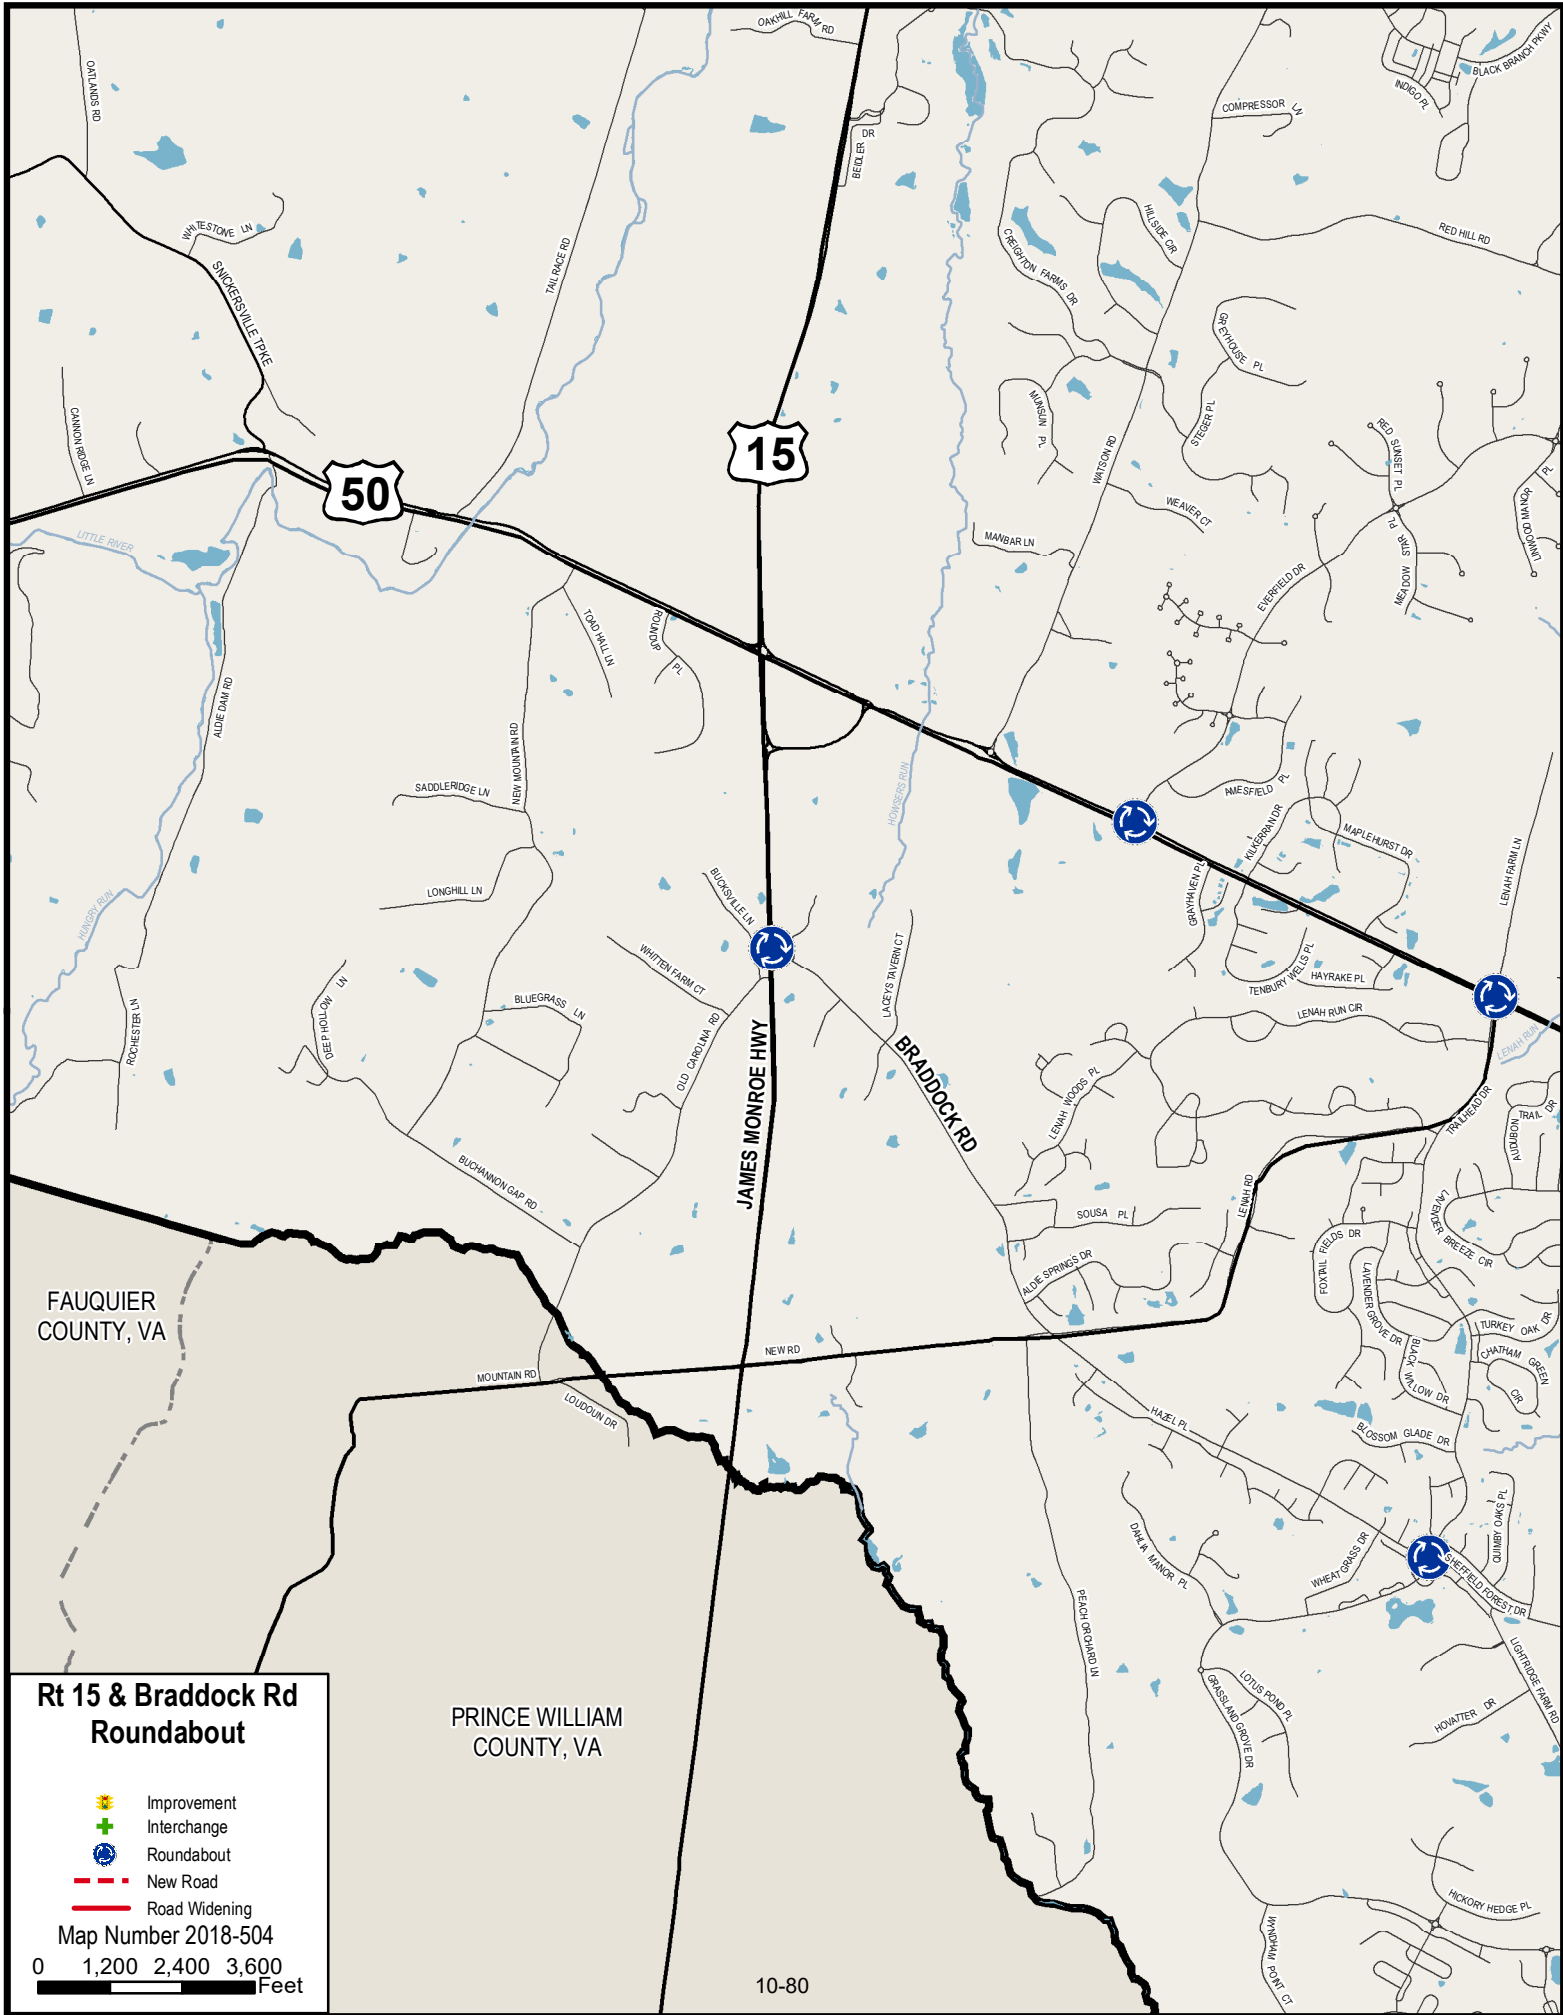 OAKHILL FARM RD
BLACK BRANCH PKWY
INDIGO PL
OATLANDS RD
COMPRESSOR LN
BEIDLER DR
WHITESTONE LN
HILLSIDE CIR
RED HILL RD
TAIL RACE RD
CREIGHTON FARMS DR
SNICKERSVILLE TPKE
GREYHOUSE PL
CANNON RIDGE LN
MUNSUN PL
STEGER PL
RED SUNSET PL
15
WATSON RD
50
LINWOOD MANOR PL
WEAVER CT
LITTLE RIVER
MANBAR LN
MEADOW STAR PL
EVERFIELD DR
TOAD HALL LN
ROUNDUP PL
ALDIE DAM RD
NEW MOUNTAIN RD
SADDLERIDGE LN
HOWSERS RUN
AMESFIELD PL
KILKERRAN DR
MAPLEHURST DR
LENAH FARM LN
LONGHILL LN
BUCKSVILLE LN
GRAYHAVEN PL
HUNGRY RUN
WHITTEN FARM CT
LACEYS TAVERN CT
TENBURY WELLS PL
HAYRAKE PL
LENAH RUN CIR
ROCHESTER LN
DEEP HOLLOW LN
BLUEGRASS LN
OLD CAROLINA RD
JAMES MONROE HWY
BRADDOCK RD
LENAH RUN
LENAH WOODS PL
TRAILHEAD DR
AUDUBON TRAIL DR
BUCHANNON GAP RD
LENAH RD
SOUSA PL
LAVENDER BREEZE CIR
FOXTAIL FIELDS DR
ALDIE SPRINGS DR
LAVENDER GROVE DR
FAUQUIER
COUNTY, VA
TURKEY OAK DR
BLACK WILLOW DR
CHATHAM GREEN CIR
NEW RD
MOUNTAIN RD
LOUDOUN DR
HAZEL PL
BLOSSOM GLADE DR
QUIMBY OAKS PL
DAHLIA MANOR PL
WHEAT GRASS DR
SHEFFIELD FOREST DR
PEACH ORCHARD LN
LIGHTRIDGE FARM RD
LOTUS POND PL
GRASSLAND GROVE DR
HOVATTER DR
PRINCE WILLIAM
COUNTY, VA
HICKORY HEDGE PL
WYNDHAM POINT CT
Rt 15 & Braddock Rd
Roundabout
Improvement
Interchange
Roundabout
New Road
Road Widening
Map Number 2018-504
0 1,200 2,400 3,600
Feet
10-80